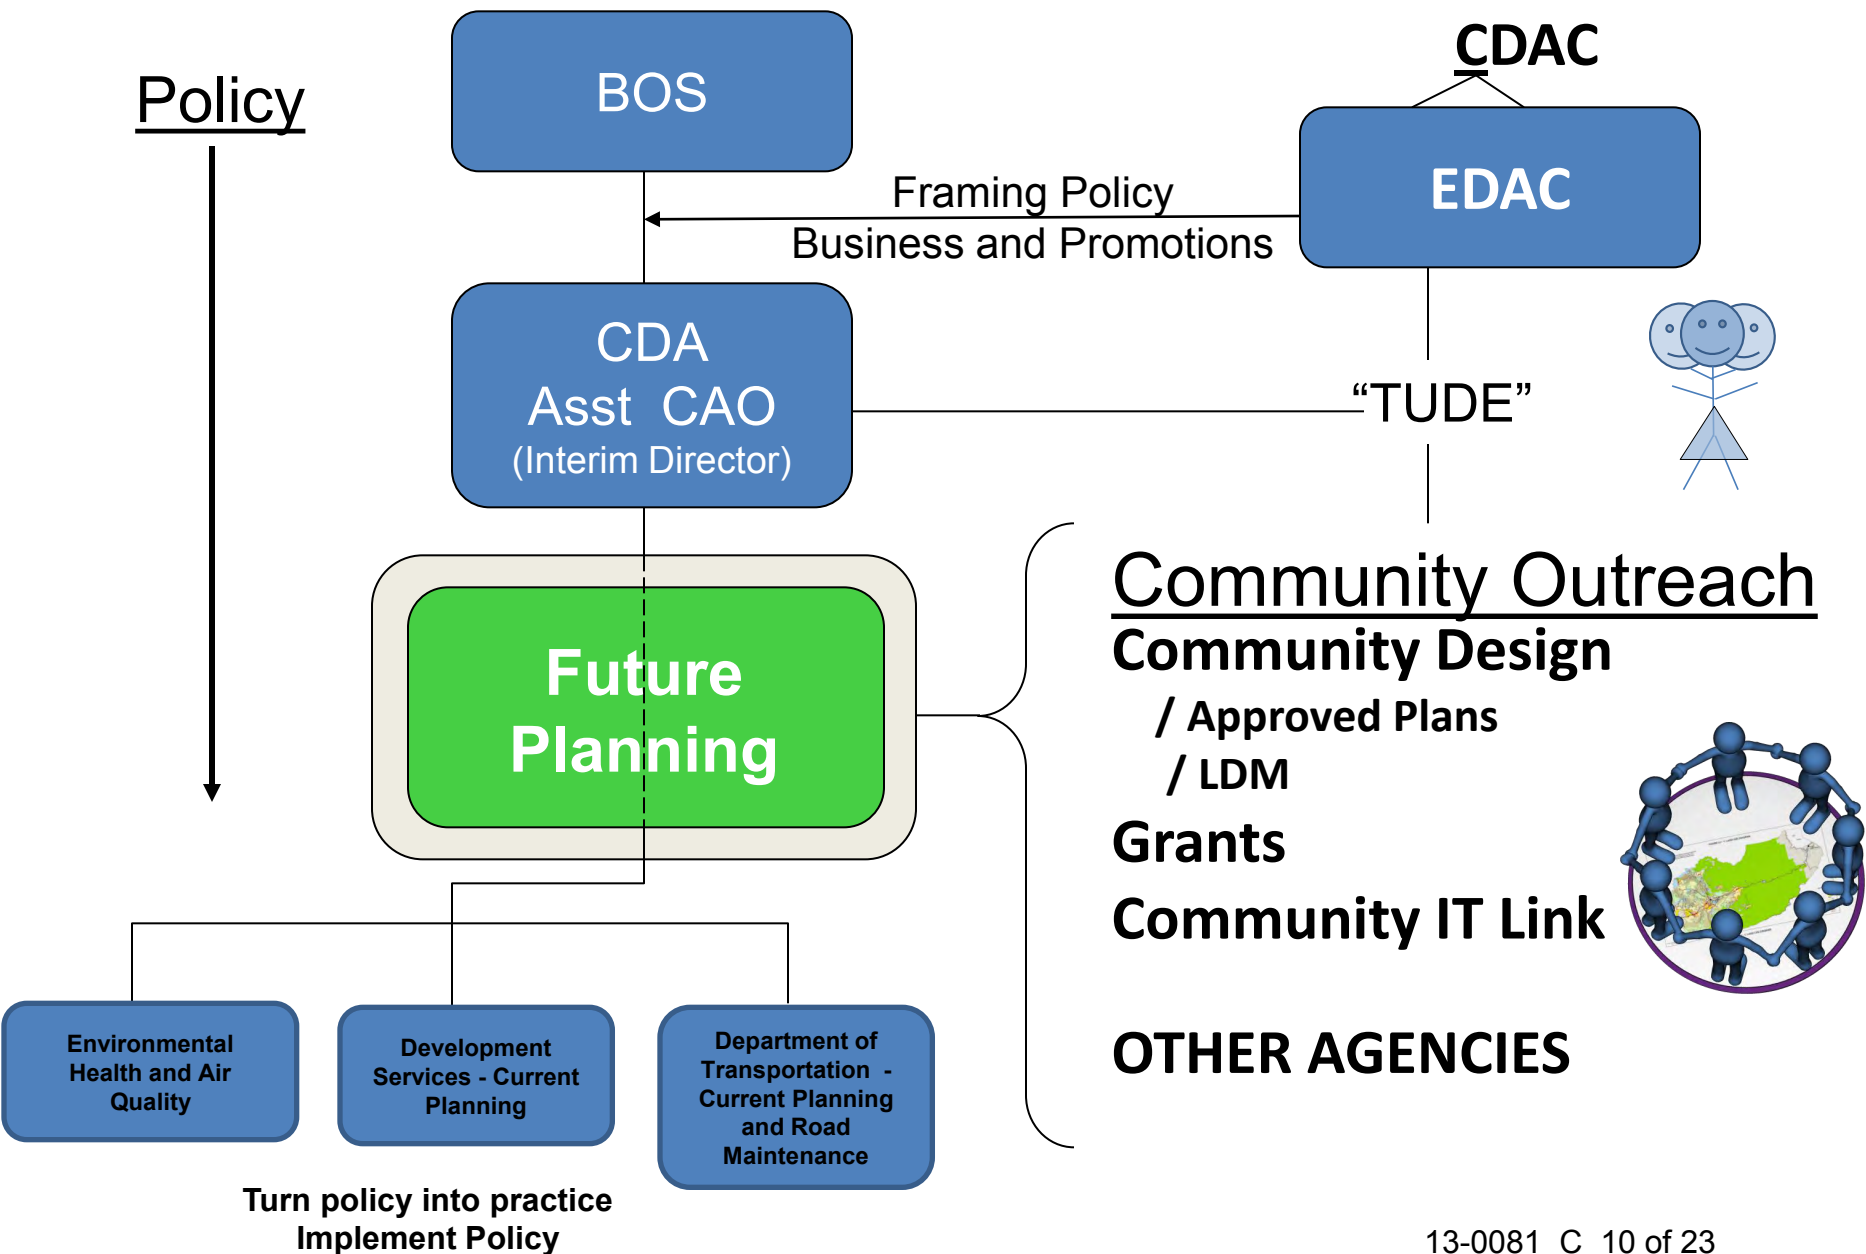 Policy
BOS
CDAC
EDAC
Framing Policy
Business and Promotions
CDA
Asst CAO
(Interim Director)
“TUDE”
Future
Planning
Community Outreach
Community Design
/ Approved Plans
/ LDM
Grants
Community IT Link
OTHER AGENCIES
Environmental
Health and Air
Quality
Development
Services - Current
Planning
Department of
Transportation -
Current Planning
and Road
Maintenance
Turn policy into practice
Implement Policy
13-0081 C 10 of 23